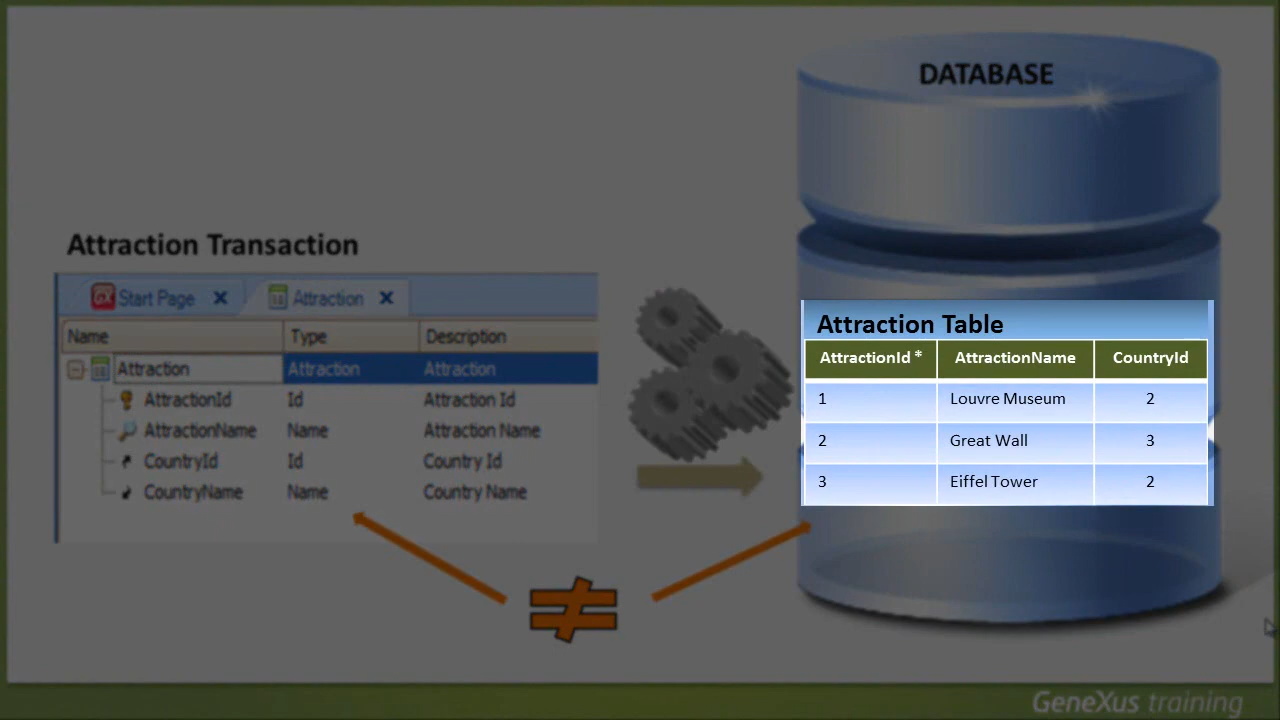 DATABASE
Attraction Transaction
Start Page
Attraction
Name Type Description
Attraction Attraction Attraction
AttractionId Id Attraction Id
AttractionName Name Attraction Name
CountryId Id Country Id
CountryName Name Country Name
Attraction Table
AttractionId * AttractionName CountryId
1 Louvre Museum 2
2 Great Wall 3
3 Eiffel Tower 2
≠
GeneXus training